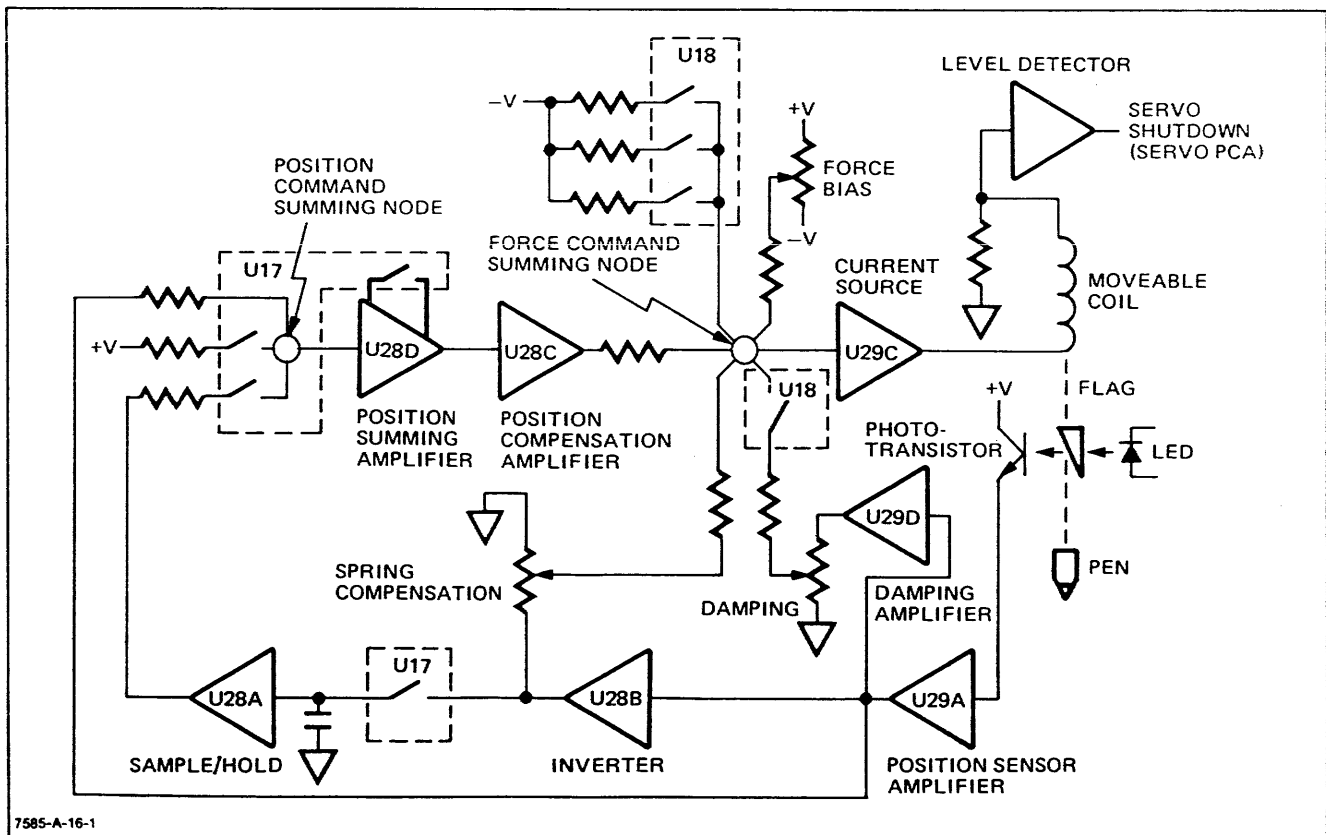 U18
−V
+V
FORCE
BIAS
−V
LEVEL DETECTOR
SERVO
SHUTDOWN
(SERVO PCA)
POSITION
COMMAND
SUMMING NODE
FORCE COMMAND
SUMMING NODE
CURRENT
SOURCE
MOVEABLE
COIL
U17
+V
U28D
U28C
U29C
POSITION
SUMMING
AMPLIFIER
POSITION
COMPENSATION
AMPLIFIER
U18
+V
FLAG
PHOTO-
TRANSISTOR
LED
U29D
SPRING
COMPENSATION
DAMPING
DAMPING
AMPLIFIER
PEN
U28A
U17
U28B
U29A
SAMPLE/HOLD
INVERTER
POSITION SENSOR
AMPLIFIER
7585-A-16-1